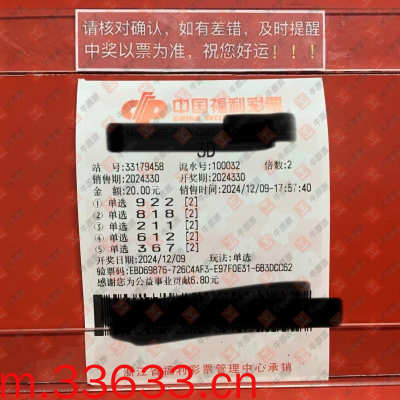 请核对确认，如有差错，及时提醒
中奖以票为准，祝您好运！！！
中国福利彩票
3D
站 号:33179458 流水号:100032 倍数:2
销售期:2024330 开奖期:2024330
金 额:20.00元 销售时间:2024/12/09-17:57:40
① 单选 922 [2]
② 单选 818 [2]
③ 单选 211 [2]
④ 单选 612 [2]
⑤ 单选 367 [2]
开奖日期:2024/12/09 玩法:单选
验票码:EBD69876-726C4AF3-E97F0E31-6B3DCC62
感谢您为公益事业贡献6.80元
浙江省福利彩票管理中心承销
m.33633.cn